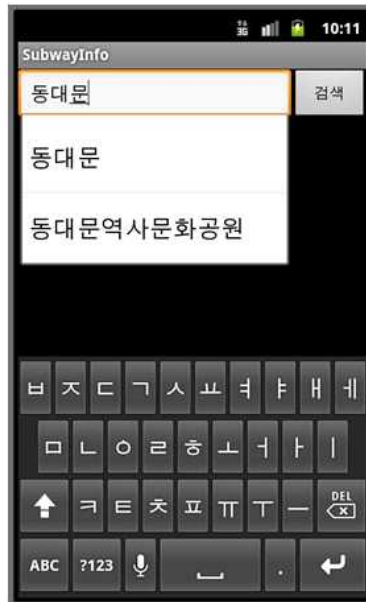 3G 10:11
SubwayInfo
동대문 검색
동대문
동대문역사문화공원
ㅂ ㅈ ㄷ ㄱ ㅅ ㅛ ㅕ ㅑ ㅐ ㅔ
ㅁ ㄴ ㅇ ㄹ ㅎ ㅗ ㅓ ㅏ ㅣ
ㅋ ㅌ ㅊ ㅍ ㅠ ㅜ ㅡ DEL
ABC ?123 .